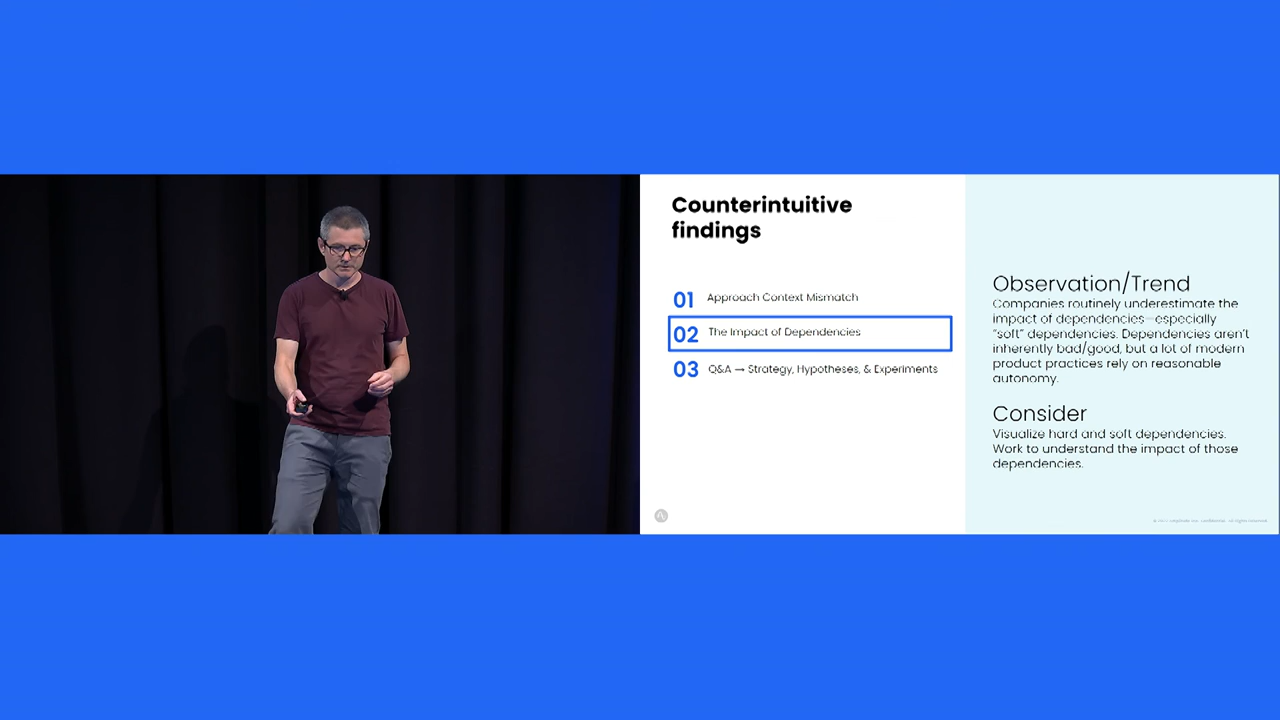 Counterintuitive
findings
01 Approach Context Mismatch
02 The Impact of Dependencies
03 Q&A → Strategy, Hypotheses, & Experiments
Observation/Trend
Companies routinely underestimate the
impact of dependencies—especially
“soft” dependencies. Dependencies aren’t
inherently bad/good, but a lot of modern
product practices rely on reasonable
autonomy.
Consider
Visualize hard and soft dependencies.
Work to understand the impact of those
dependencies.